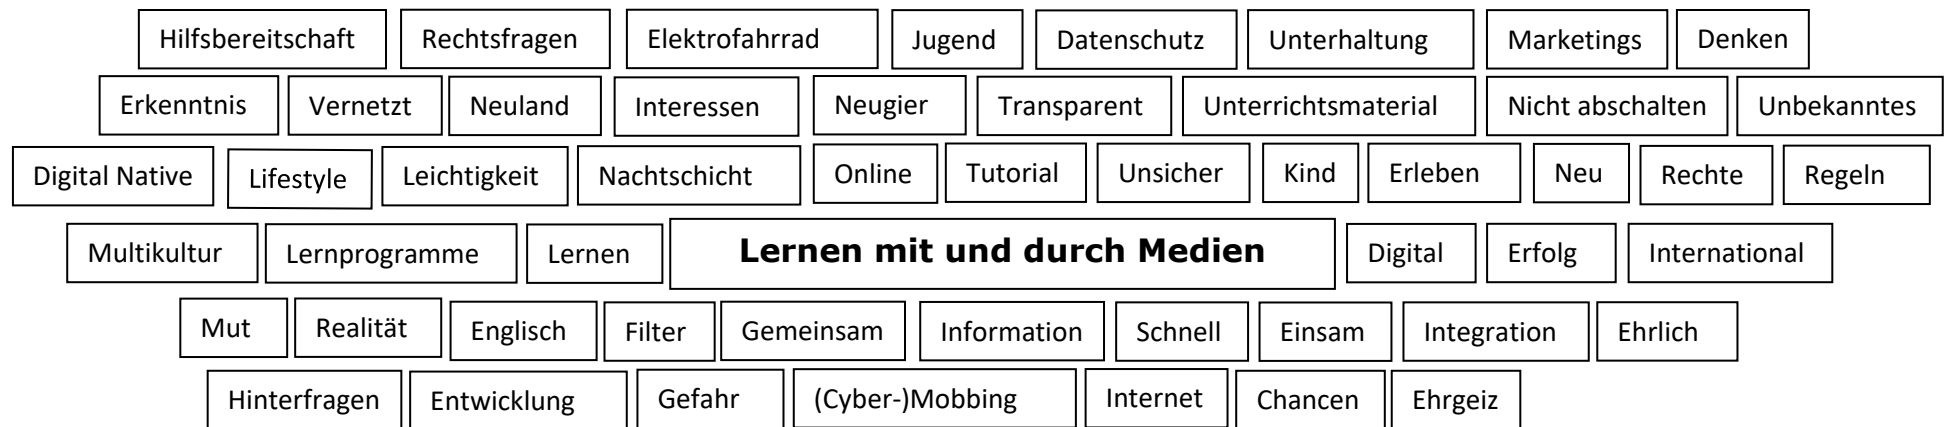 Hilfsbereitschaft Rechtsfragen Elektrofahrrad Jugend Datenschutz Unterhaltung Marketings Denken
Erkenntnis Vernetzt Neuland Interessen Neugier Transparent Unterrichtsmaterial Nicht abschalten Unbekanntes
Digital Native Lifestyle Leichtigkeit Nachtschicht Online Tutorial Unsicher Kind Erleben Neu Rechte Regeln
Multikultur Lernprogramme Lernen Lernen mit und durch Medien Digital Erfolg International
Mut Realität Englisch Filter Gemeinsam Information Schnell Einsam Integration Ehrlich
Hinterfragen Entwicklung Gefahr (Cyber-)Mobbing Internet Chancen Ehrgeiz